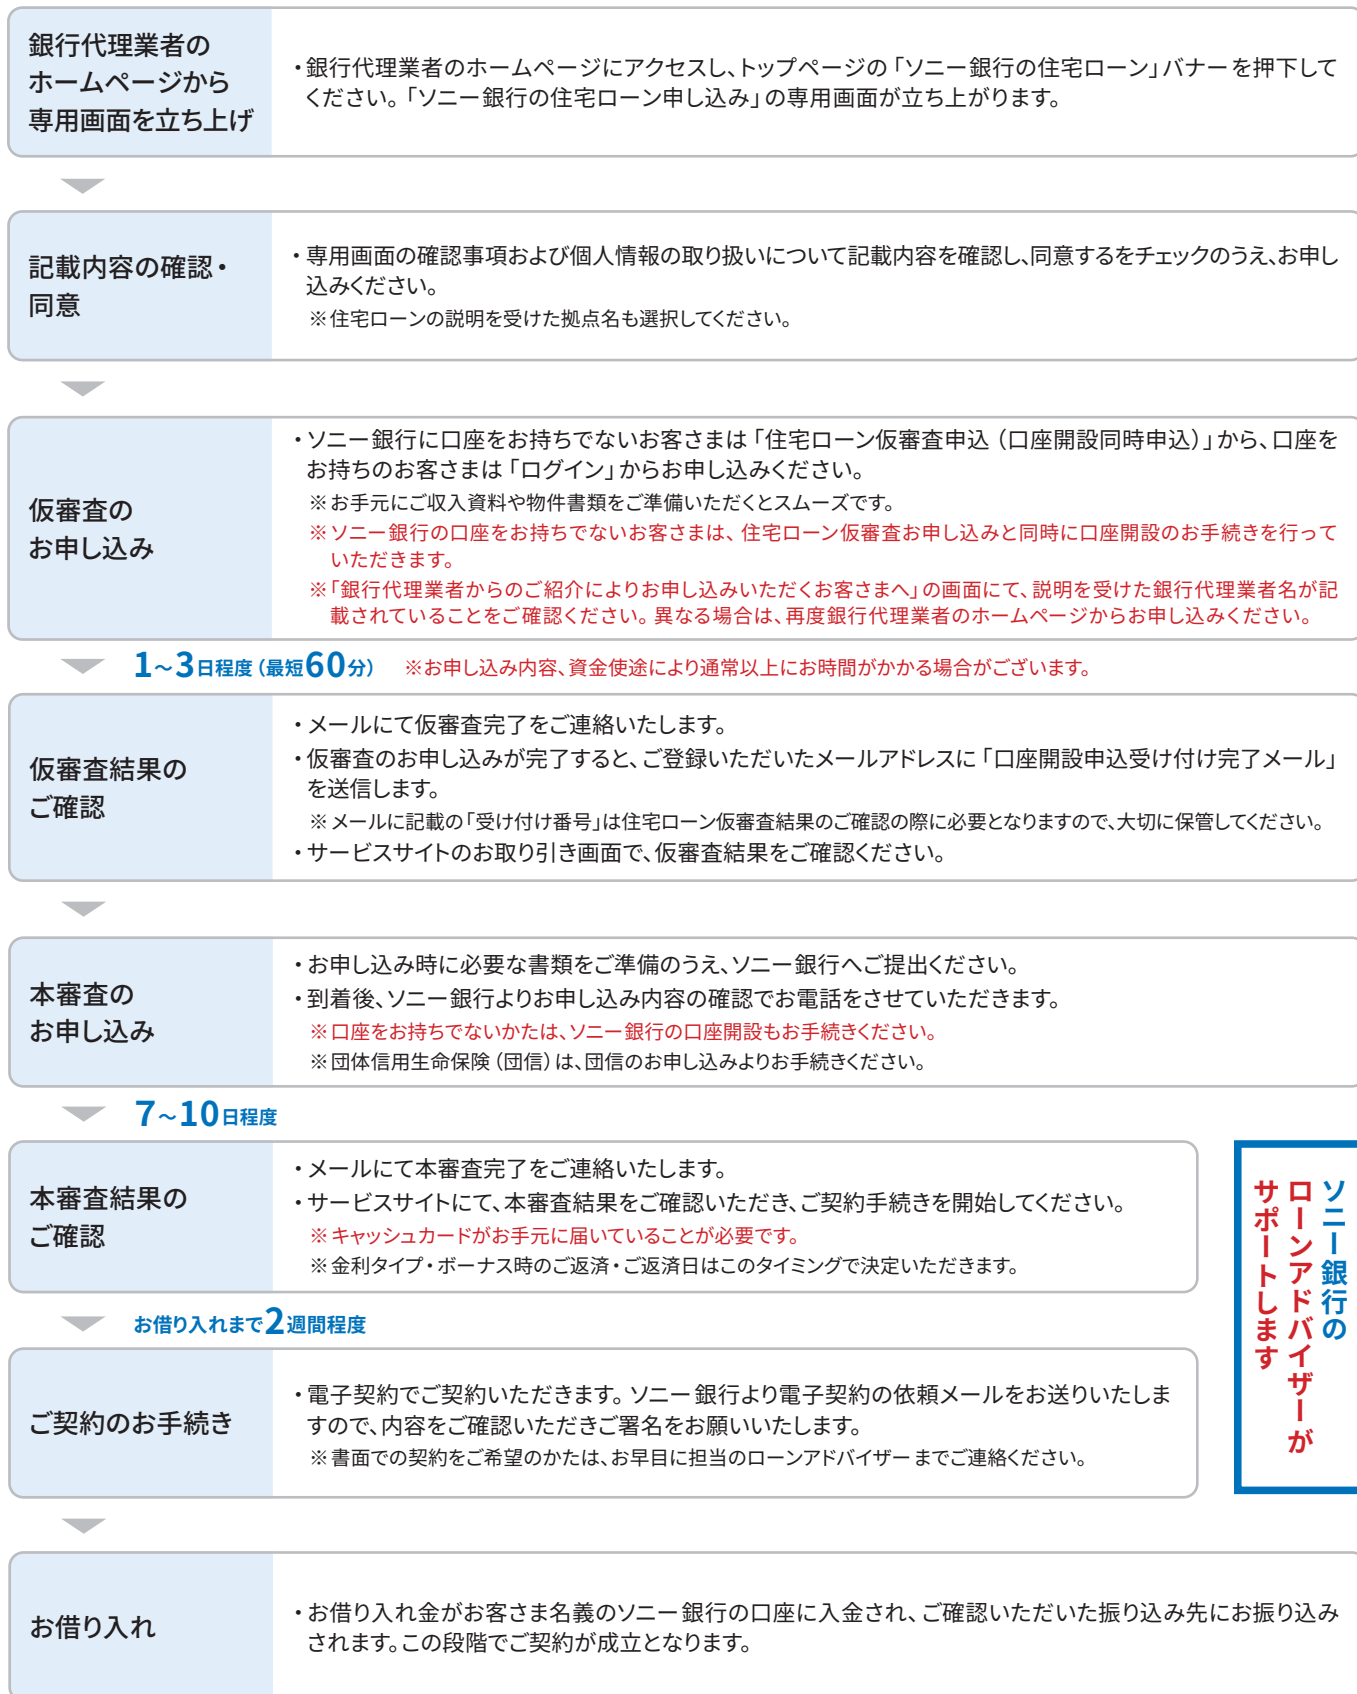 銀行代理業者の
ホームページから
専用画面を立ち上げ
・銀行代理業者のホームページにアクセスし、トップページの「ソニー銀行の住宅ローン」バナーを押下して
ください。「ソニー銀行の住宅ローン申し込み」の専用画面が立ち上がります。
記載内容の確認・
同意
・専用画面の確認事項および個人情報の取り扱いについて記載内容を確認し、同意するをチェックのうえ、お申し
込みください。
※住宅ローンの説明を受けた拠点名も選択してください。
仮審査の
お申し込み
・ソニー銀行に口座をお持ちでないお客さまは「住宅ローン仮審査申込（口座開設同時申込）」から、口座を
お持ちのお客さまは「ログイン」からお申し込みください。
※お手元にご収入資料や物件書類をご準備いただくとスムーズです。
※ソニー銀行の口座をお持ちでないお客さまは、住宅ローン仮審査お申し込みと同時に口座開設のお手続きを行って
いただきます。
※「銀行代理業者からのご紹介によりお申し込みいただくお客さまへ」の画面にて、説明を受けた銀行代理業者名が記
載されていることをご確認ください。異なる場合は、再度銀行代理業者のホームページからお申し込みください。
1～3日程度（最短60分） ※お申し込み内容、資金使途により通常以上にお時間がかかる場合がございます。
仮審査結果の
ご確認
・メールにて仮審査完了をご連絡いたします。
・仮審査のお申し込みが完了すると、ご登録いただいたメールアドレスに「口座開設申込受け付け完了メール」
を送信します。
※メールに記載の「受け付け番号」は住宅ローン仮審査結果のご確認の際に必要となりますので、大切に保管してください。
・サービスサイトのお取り引き画面で、仮審査結果をご確認ください。
本審査の
お申し込み
・お申し込み時に必要な書類をご準備のうえ、ソニー銀行へご提出ください。
・到着後、ソニー銀行よりお申し込み内容の確認でお電話をさせていただきます。
※口座をお持ちでないかたは、ソニー銀行の口座開設もお手続きください。
※団体信用生命保険（団信）は、団信のお申し込みよりお手続きください。
7～10日程度
本審査結果の
ご確認
・メールにて本審査完了をご連絡いたします。
・サービスサイトにて、本審査結果をご確認いただき、ご契約手続きを開始してください。
※キャッシュカードがお手元に届いていることが必要です。
※金利タイプ・ボーナス時のご返済・ご返済日はこのタイミングで決定いただきます。
お借り入れまで2週間程度
ご契約のお手続き
・電子契約でご契約いただきます。ソニー銀行より電子契約の依頼メールをお送りいたしま
すので、内容をご確認いただきご署名をお願いいたします。
※書面での契約をご希望のかたは、お早目に担当のローンアドバイザーまでご連絡ください。
ソニー銀行の
ローンアドバイザーが
サポートします
お借り入れ
・お借り入れ金がお客さま名義のソニー銀行の口座に入金され、ご確認いただいた振り込み先にお振り込み
されます。この段階でご契約が成立となります。